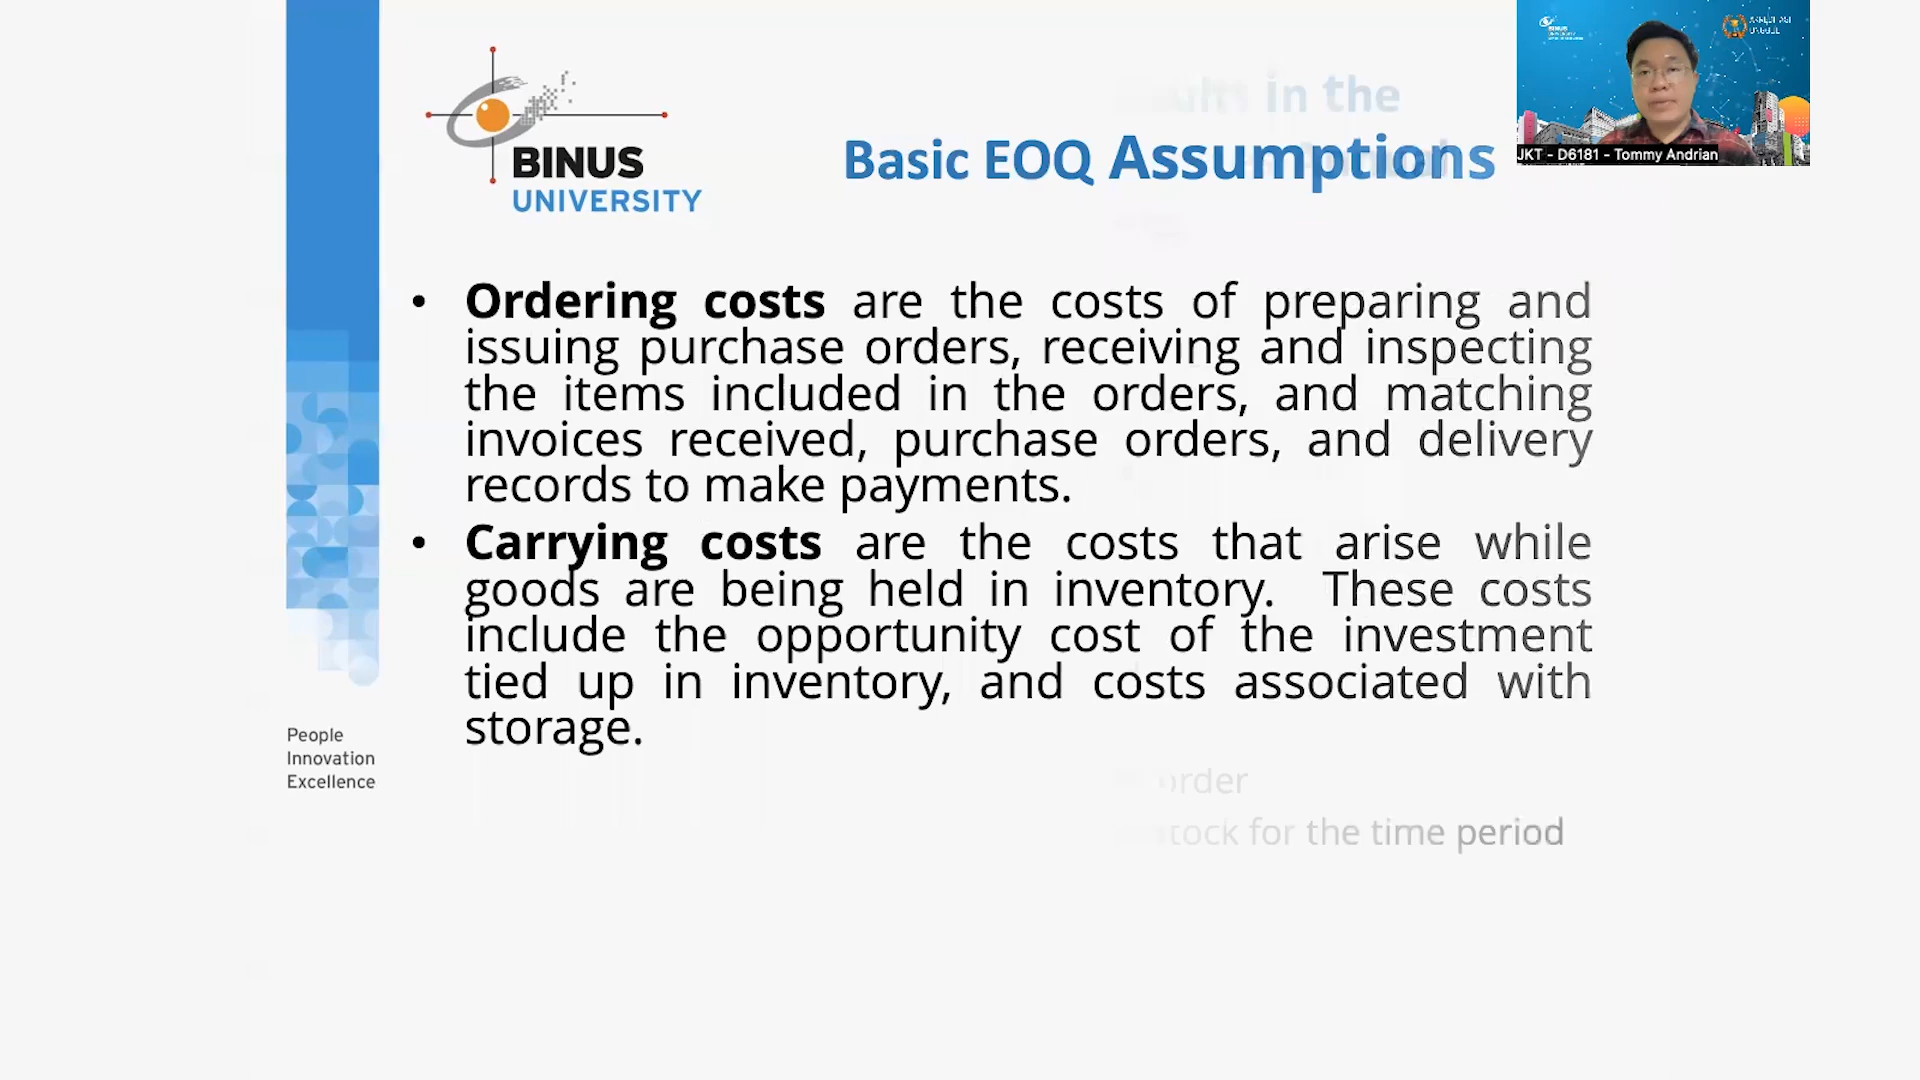 BINUS
UNIVERSITY
in the
Basic EOQ Assumptions
BINUS
UNIVERSITY
JKT - D6181 - Tommy Andrian
• Ordering costs are the costs of preparing and
issuing purchase orders, receiving and inspecting
the items included in the orders, and matching
invoices received, purchase orders, and delivery
records to make payments.
• Carrying costs are the costs that arise while
goods are being held in inventory. These costs
include the opportunity cost of the investment
tied up in inventory, and costs associated with
storage.
People
Innovation
Excellence
order
for the time period